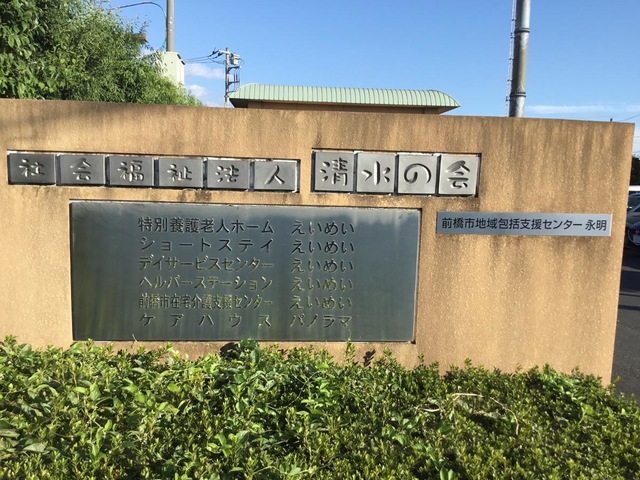 社会福祉法人 清水の会
特別養護老人ホーム えいめい
ショートステイ えいめい
デイサービスセンター えいめい
ヘルパーステーション えいめい
前橋市在宅介護支援センター えいめい
ケアハウス パノラマ
前橋市地域包括支援センター 永明